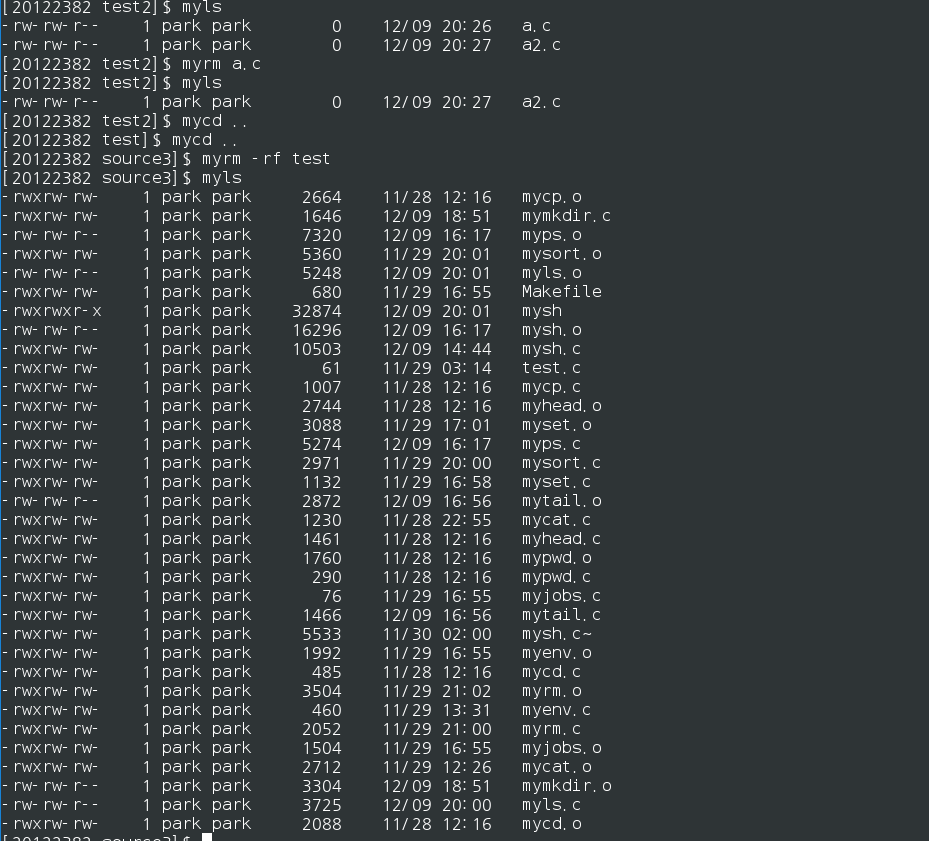 [20122382 test2]$ myls
-rw-rw-r-- 1 park park 0 12/09 20:26 a.c
-rw-rw-r-- 1 park park 0 12/09 20:27 a2.c
[20122382 test2]$ myrm a.c
[20122382 test2]$ myls
-rw-rw-r-- 1 park park 0 12/09 20:27 a2.c
[20122382 test2]$ mycd ..
[20122382 test]$ mycd ..
[20122382 source3]$ myrm -rf test
[20122382 source3]$ myls
-rwxrw-rw- 1 park park 2664 11/28 12:16 mycp.o
-rwxrw-rw- 1 park park 1646 12/09 18:51 mymkdir.c
-rw-rw-r-- 1 park park 7320 12/09 16:17 myps.o
-rwxrw-rw- 1 park park 5360 11/29 20:01 mysort.o
-rw-rw-r-- 1 park park 5248 12/09 20:01 myls.o
-rwxrw-rw- 1 park park 680 11/29 16:55 Makefile
-rwxrwxr-x 1 park park 32874 12/09 20:01 mysh
-rw-rw-r-- 1 park park 16296 12/09 16:17 mysh.o
-rwxrw-rw- 1 park park 10503 12/09 14:44 mysh.c
-rwxrw-rw- 1 park park 61 11/29 03:14 test.c
-rwxrw-rw- 1 park park 1007 11/28 12:16 mycp.c
-rwxrw-rw- 1 park park 2744 11/28 12:16 myhead.o
-rwxrw-rw- 1 park park 3088 11/29 17:01 myset.o
-rwxrw-rw- 1 park park 5274 12/09 16:17 myps.c
-rwxrw-rw- 1 park park 2971 11/29 20:00 mysort.c
-rwxrw-rw- 1 park park 1132 11/29 16:58 myset.c
-rw-rw-r-- 1 park park 2872 12/09 16:56 mytail.o
-rwxrw-rw- 1 park park 1230 11/28 22:55 mycat.c
-rwxrw-rw- 1 park park 1461 11/28 12:16 myhead.c
-rwxrw-rw- 1 park park 1760 11/28 12:16 mypwd.o
-rwxrw-rw- 1 park park 290 11/28 12:16 mypwd.c
-rwxrw-rw- 1 park park 76 11/29 16:55 myjobs.c
-rwxrw-rw- 1 park park 1466 12/09 16:56 mytail.c
-rwxrw-rw- 1 park park 5533 11/30 02:00 mysh.c~
-rwxrw-rw- 1 park park 1992 11/29 16:55 myenv.o
-rwxrw-rw- 1 park park 485 11/28 12:16 mycd.c
-rwxrw-rw- 1 park park 3504 11/29 21:02 myrm.o
-rwxrw-rw- 1 park park 460 11/29 13:31 myenv.c
-rwxrw-rw- 1 park park 2052 11/29 21:00 myrm.c
-rwxrw-rw- 1 park park 1504 11/29 16:55 myjobs.o
-rwxrw-rw- 1 park park 2712 11/29 12:26 mycat.o
-rw-rw-r-- 1 park park 3304 12/09 18:51 mymkdir.o
-rwxrw-rw- 1 park park 3725 12/09 20:00 myls.c
-rwxrw-rw- 1 park park 2088 11/28 12:16 mycd.o
[20122382 source3]$